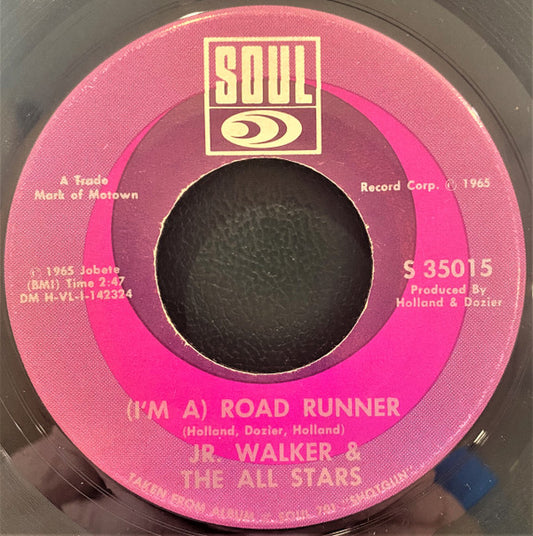 SOUL
A Trade
Mark of Motown
Record Corp. © 1965
℗ 1965 Jobete
(BMI) Time 2:47
DM H-VL-1-142324
S 35015
Produced By
Holland & Dozier
(I'M A) ROAD RUNNER
(Holland, Dozier, Holland)
JR. WALKER &
THE ALL STARS
TAKEN FROM ALBUM – SOUL 701 "SHOTGUN"